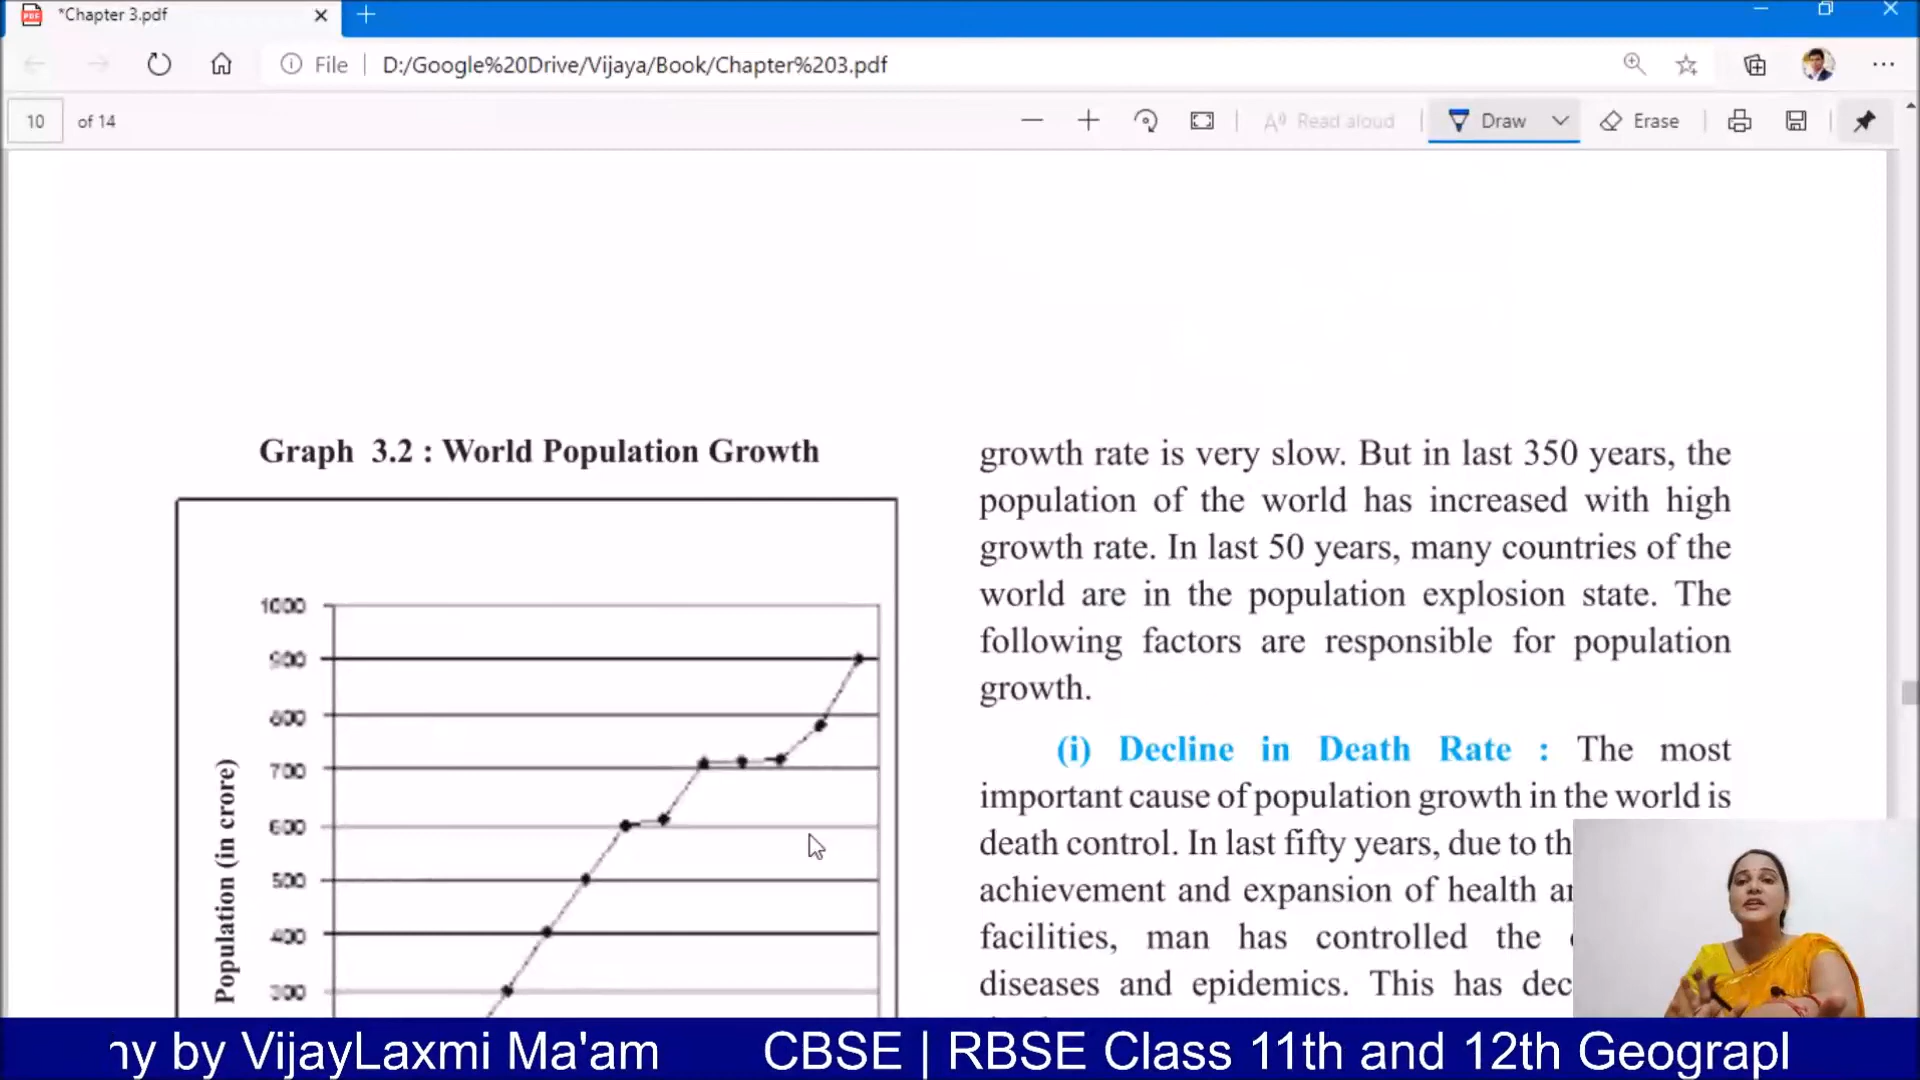 *Chapter 3.pdf
File D:/Google%20Drive/Vijaya/Book/Chapter%203.pdf
10 of 14
Read aloud
Draw
Erase
Graph 3.2 : World Population Growth
1000
900
800
700
600
500
400
300
Population (in crore)
growth rate is very slow. But in last 350 years, the
population of the world has increased with high
growth rate. In last 50 years, many countries of the
world are in the population explosion state. The
following factors are responsible for population
growth.
(i) Decline in Death Rate : The most
important cause of population growth in the world is
death control. In last fifty years, due to th
achievement and expansion of health
facilities, man has controlled the
diseases and epidemics. This has dec
hy by VijayLaxmi Ma'am CBSE | RBSE Class 11th and 12th Geograpl